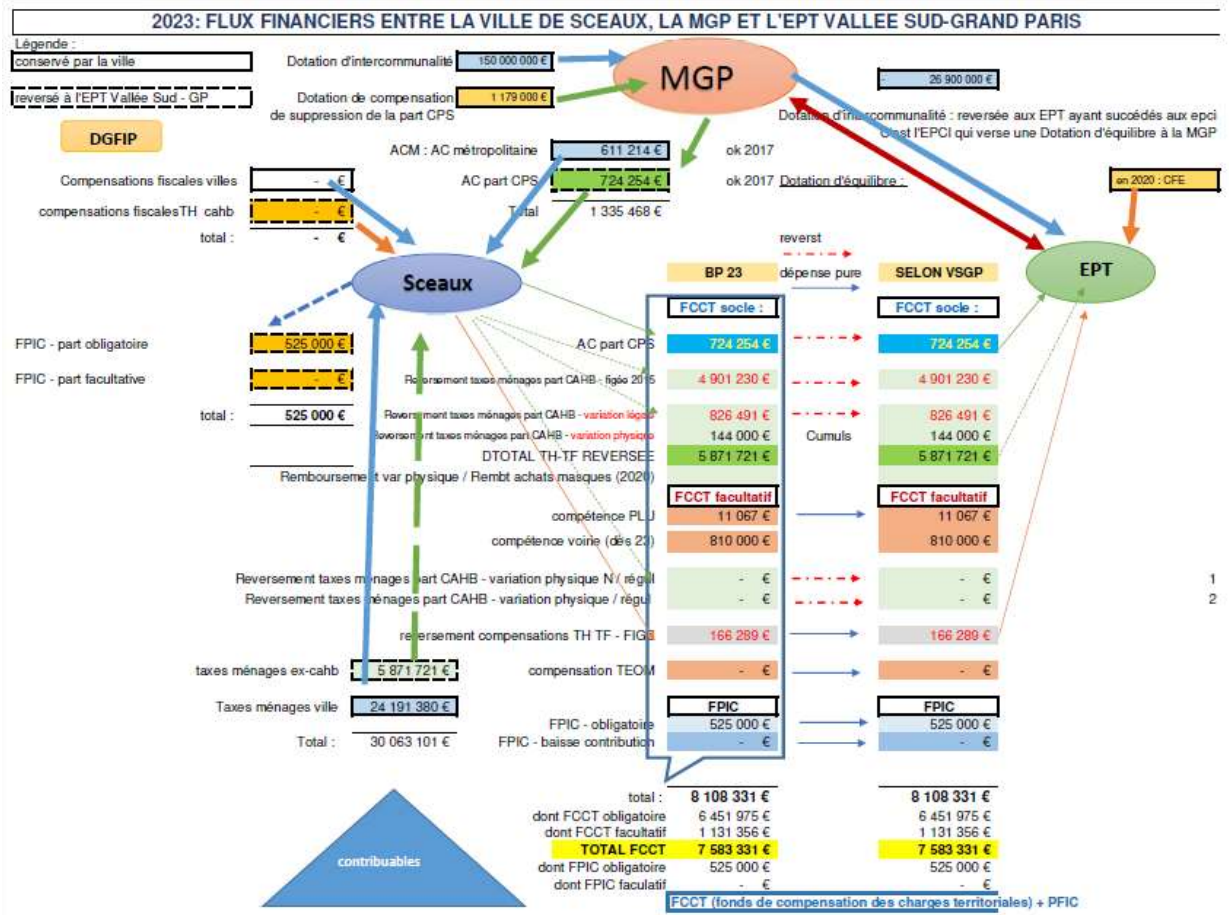 2023: FLUX FINANCIERS ENTRE LA VILLE DE SCEAUX, LA MGP ET L'EPT VALLEE SUD-GRAND PARIS
Légende :
conservé par la ville
reversé à l'EPT Vallée Sud - GP
DGFIP
Dotation d'intercommunalité 150 000 000 €
Dotation de compensation 1 179 000 €
de suppression de la part CPS
MGP
- 26 900 000 €
Dotation d'intercommunalité : reversée aux EPT ayant succédés aux epci
C'est l'EPCI qui verse une Dotation d'équilibre à la MGP
ACM : AC métropolitaine 611 214 € ok 2017
Compensations fiscales villes - €
AC part CPS 724 254 € ok 2017 Dotation d'équilibre : en 2020 : CFE
compensations fiscalesTH cahb - €
Total 1 335 468 €
total : - €
Sceaux
reverst
BP 23 dépense pure SELON VSGP
EPT
FCCT socle : FCCT socle :
FPIC - part obligatoire 525 000 €
AC part CPS 724 254 € 724 254 €
FPIC - part facultative - €
Reversement taxes ménages part CAHB - figée 2015 4 901 230 € 4 901 230 €
total : 525 000 €
Reversement taxes ménages part CAHB - variation légale 826 491 € 826 491 €
Reversement taxes ménages part CAHB - variation physique 144 000 € Cumuls 144 000 €
DTOTAL TH-TF REVERSEE 5 871 721 € 5 871 721 €
Remboursement var physique / Rembt achats masques (2020)
FCCT facultatif FCCT facultatif
compétence PLU 11 067 € 11 067 €
compétence voirie (dès 23) 810 000 € 810 000 €
Reversement taxes ménages part CAHB - variation physique N / régul - € - € 1
Reversement taxes ménages part CAHB - variation physique / régul - € - € 2
reversement compensations TH TF - FIGE 166 289 € 166 289 €
taxes ménages ex-cahb 5 871 721 €
compensation TEOM - € - €
Taxes ménages ville 24 191 380 €
FPIC FPIC
FPIC - obligatoire 525 000 € 525 000 €
Total : 30 063 101 €
FPIC - baisse contribution - € - €
total : 8 108 331 € 8 108 331 €
dont FCCT obligatoire 6 451 975 € 6 451 975 €
dont FCCT facultatif 1 131 356 € 1 131 356 €
TOTAL FCCT 7 583 331 € 7 583 331 €
dont FPIC obligatoire 525 000 € 525 000 €
dont FPIC faculatif - € - €
contribuables
FCCT (fonds de compensation des charges territoriales) + PFIC